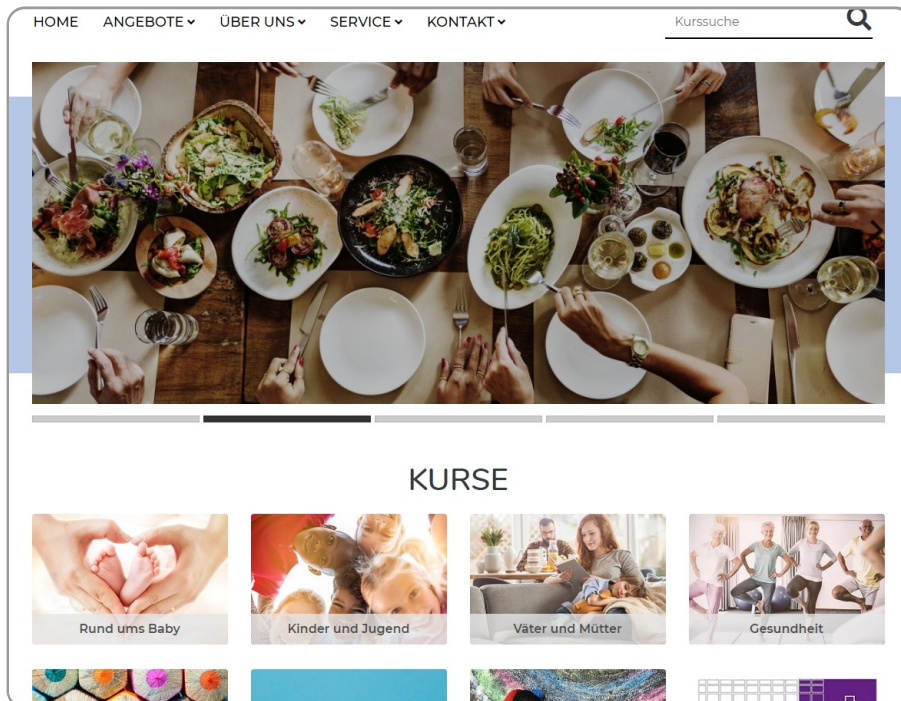 HOME ANGEBOTE ÜBER UNS SERVICE KONTAKT Kurssuche
KURSE
Rund ums Baby Kinder und Jugend Väter und Mütter Gesundheit